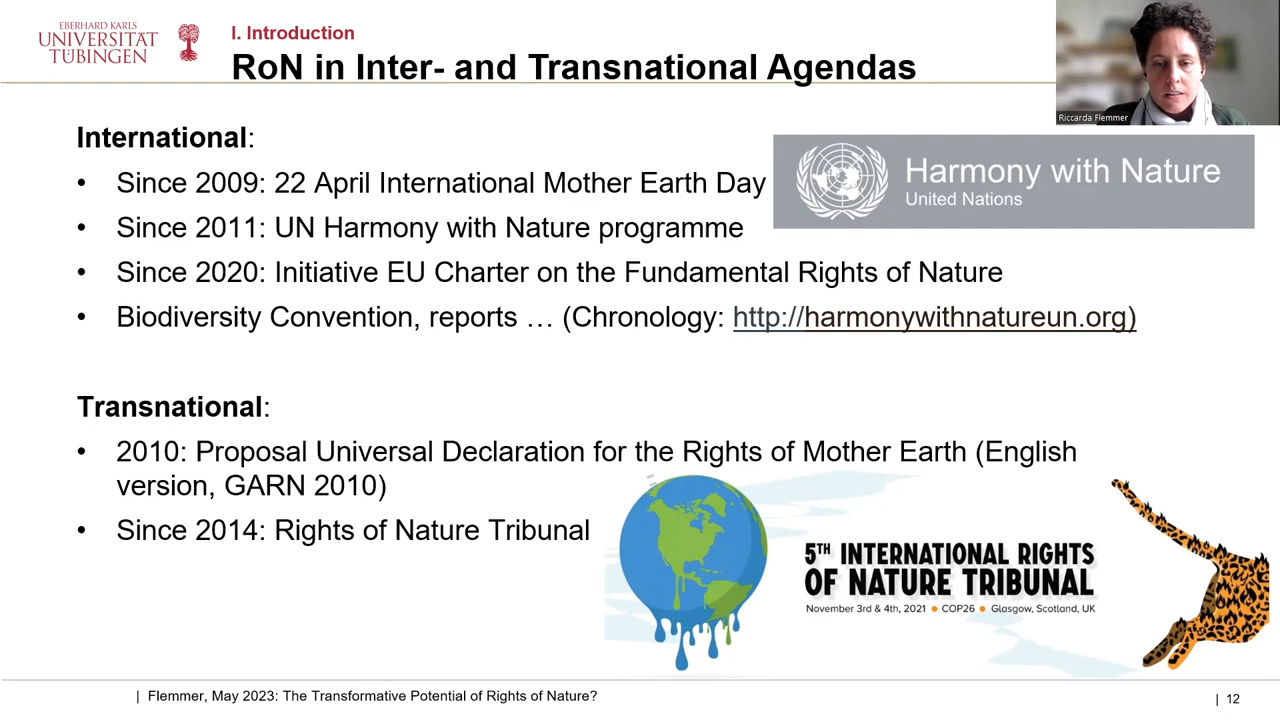 EBERHARD KARLS
UNIVERSITÄT
TÜBINGEN
I. Introduction
RoN in Inter- and Transnational Agendas
Riccarda Flemmer
International:
Harmony with Nature
United Nations
• Since 2009: 22 April International Mother Earth Day
• Since 2011: UN Harmony with Nature programme
• Since 2020: Initiative EU Charter on the Fundamental Rights of Nature
• Biodiversity Convention, reports … (Chronology: http://harmonywithnatureun.org)
Transnational:
• 2010: Proposal Universal Declaration for the Rights of Mother Earth (English
version, GARN 2010)
• Since 2014: Rights of Nature Tribunal
5TH INTERNATIONAL RIGHTS
OF NATURE TRIBUNAL
November 3rd & 4th, 2021 • COP26 • Glasgow, Scotland, UK
| Flemmer, May 2023: The Transformative Potential of Rights of Nature?
| 12